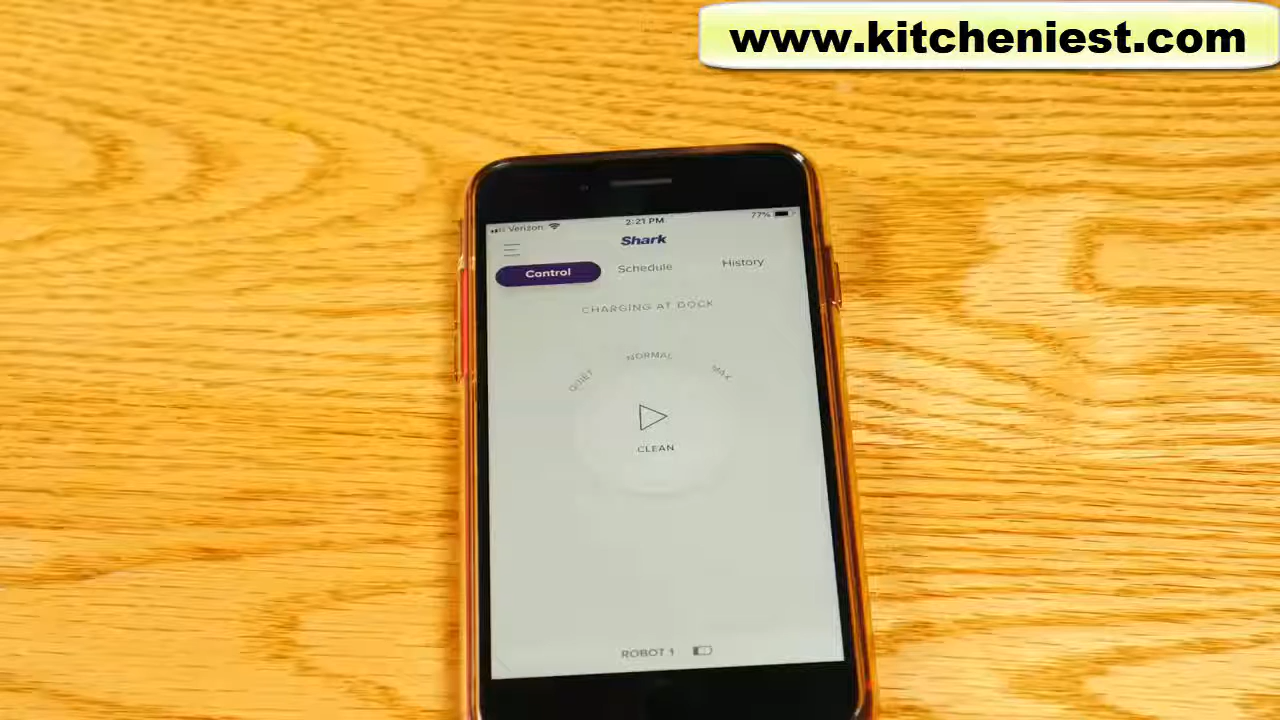 www.kitcheniest.com
Verizon 2:21 PM 77%
Shark
Control Schedule History
CHARGING AT DOCK
QUIET NORMAL MAX
CLEAN
ROBOT 1